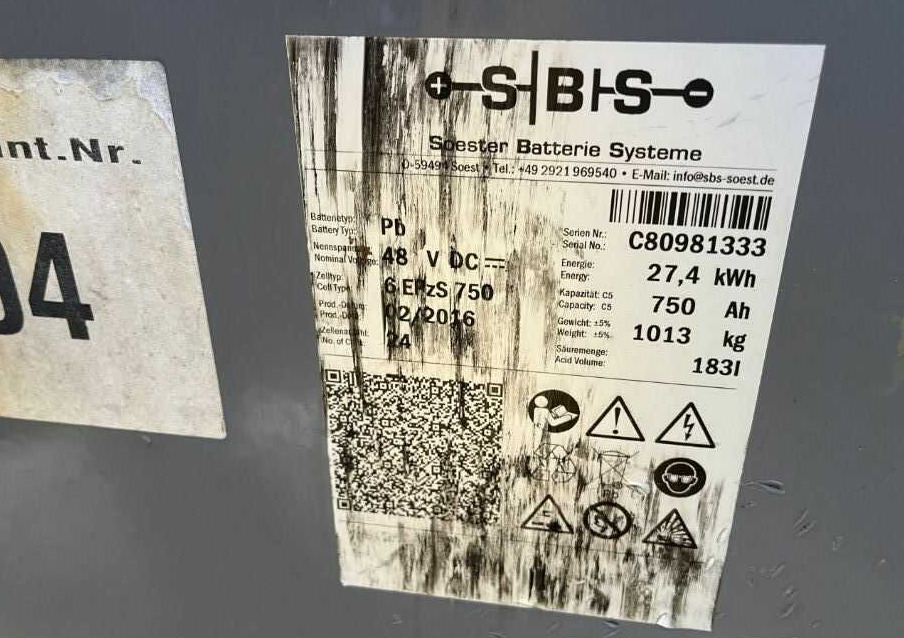 Int.Nr.
04
S|B|S
Soester Batterie Systeme
D-59494 Soest • Tel.: +49 2921 969540 • E-Mail: info@sbs-soest.de
Batterietyp:
Battery Typ:
Pb
Nennspannung:
Nominal Voltage:
48 V DC
Zelltyp:
Cell Type:
6 EPzS 750
Prod.-Datum:
Prod.-Date:
02/2016
Zellenanzahl:
No. of Cells:
24
Serien Nr.:
Serial No.:
C80981333
Energie:
Energy:
27,4 kWh
Kapazität: C5
Capacity: C5
750 Ah
Gewicht: ±5%
Weight: ±5%
1013 kg
Säuremenge:
Acid Volume:
183l